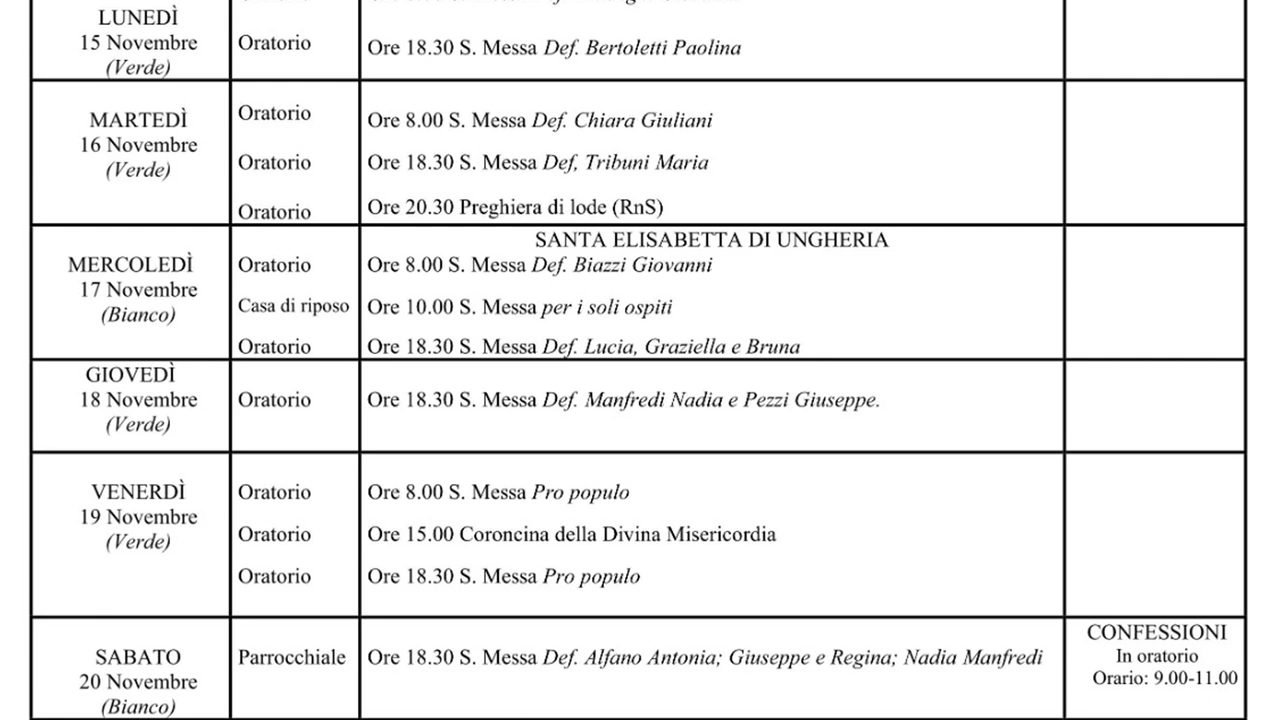 LUNEDÌ
15 Novembre
(Verde)
Oratorio
Ore 18.30 S. Messa Def. Bertoletti Paolina
MARTEDÌ
16 Novembre
(Verde)
Oratorio
Ore 8.00 S. Messa Def. Chiara Giuliani
Oratorio
Ore 18.30 S. Messa Def, Tribuni Maria
Oratorio
Ore 20.30 Preghiera di lode (RnS)
MERCOLEDÌ
17 Novembre
(Bianco)
SANTA ELISABETTA DI UNGHERIA
Oratorio
Ore 8.00 S. Messa Def. Biazzi Giovanni
Casa di riposo
Ore 10.00 S. Messa per i soli ospiti
Oratorio
Ore 18.30 S. Messa Def. Lucia, Graziella e Bruna
GIOVEDÌ
18 Novembre
(Verde)
Oratorio
Ore 18.30 S. Messa Def. Manfredi Nadia e Pezzi Giuseppe.
VENERDÌ
19 Novembre
(Verde)
Oratorio
Ore 8.00 S. Messa Pro populo
Oratorio
Ore 15.00 Coroncina della Divina Misericordia
Oratorio
Ore 18.30 S. Messa Pro populo
SABATO
20 Novembre
(Bianco)
Parrocchiale
Ore 18.30 S. Messa Def. Alfano Antonia; Giuseppe e Regina; Nadia Manfredi
CONFESSIONI
In oratorio
Orario: 9.00-11.00